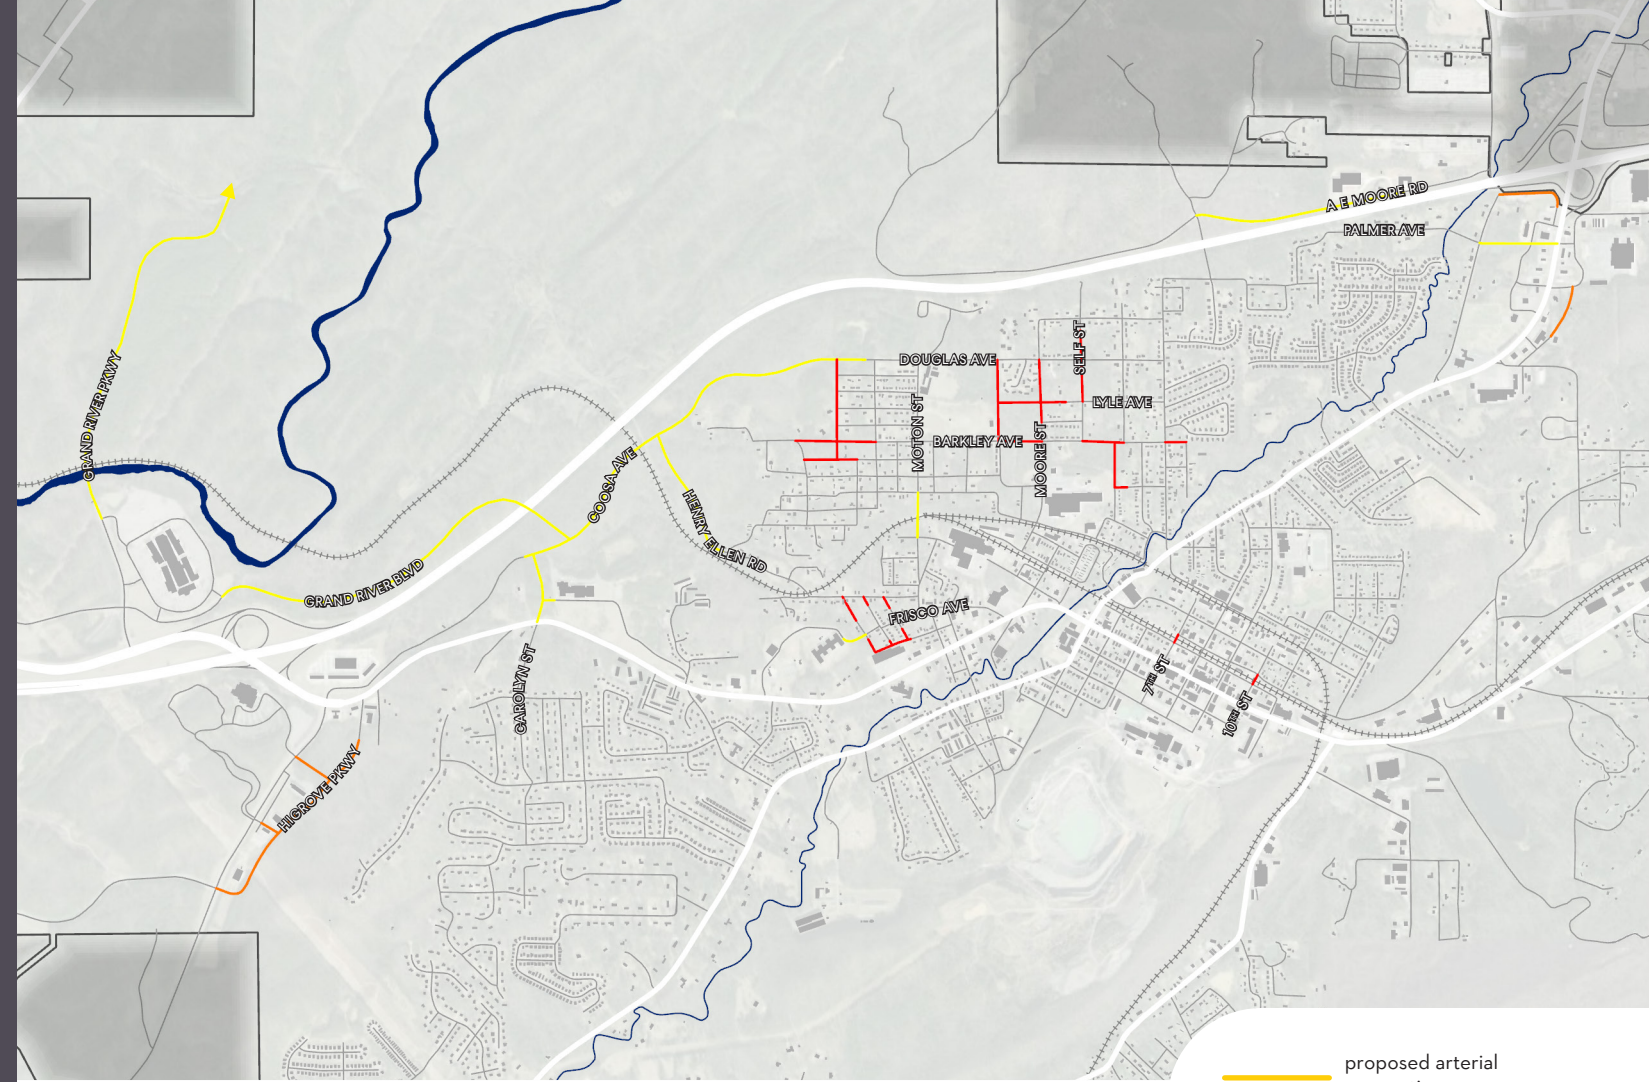 A E MOORE RD
PALMER AVE
GRAND RIVER PKWY
SELF ST
DOUGLAS AVE
LYLE AVE
MOTON ST
BARKLEY AVE
MOORE ST
COOSA AVE
HENRY ELLEN RD
GRAND RIVER BLVD
FRISCO AVE
CAROLYN ST
7TH ST
10TH ST
HIGROVE PKWY
proposed arterial